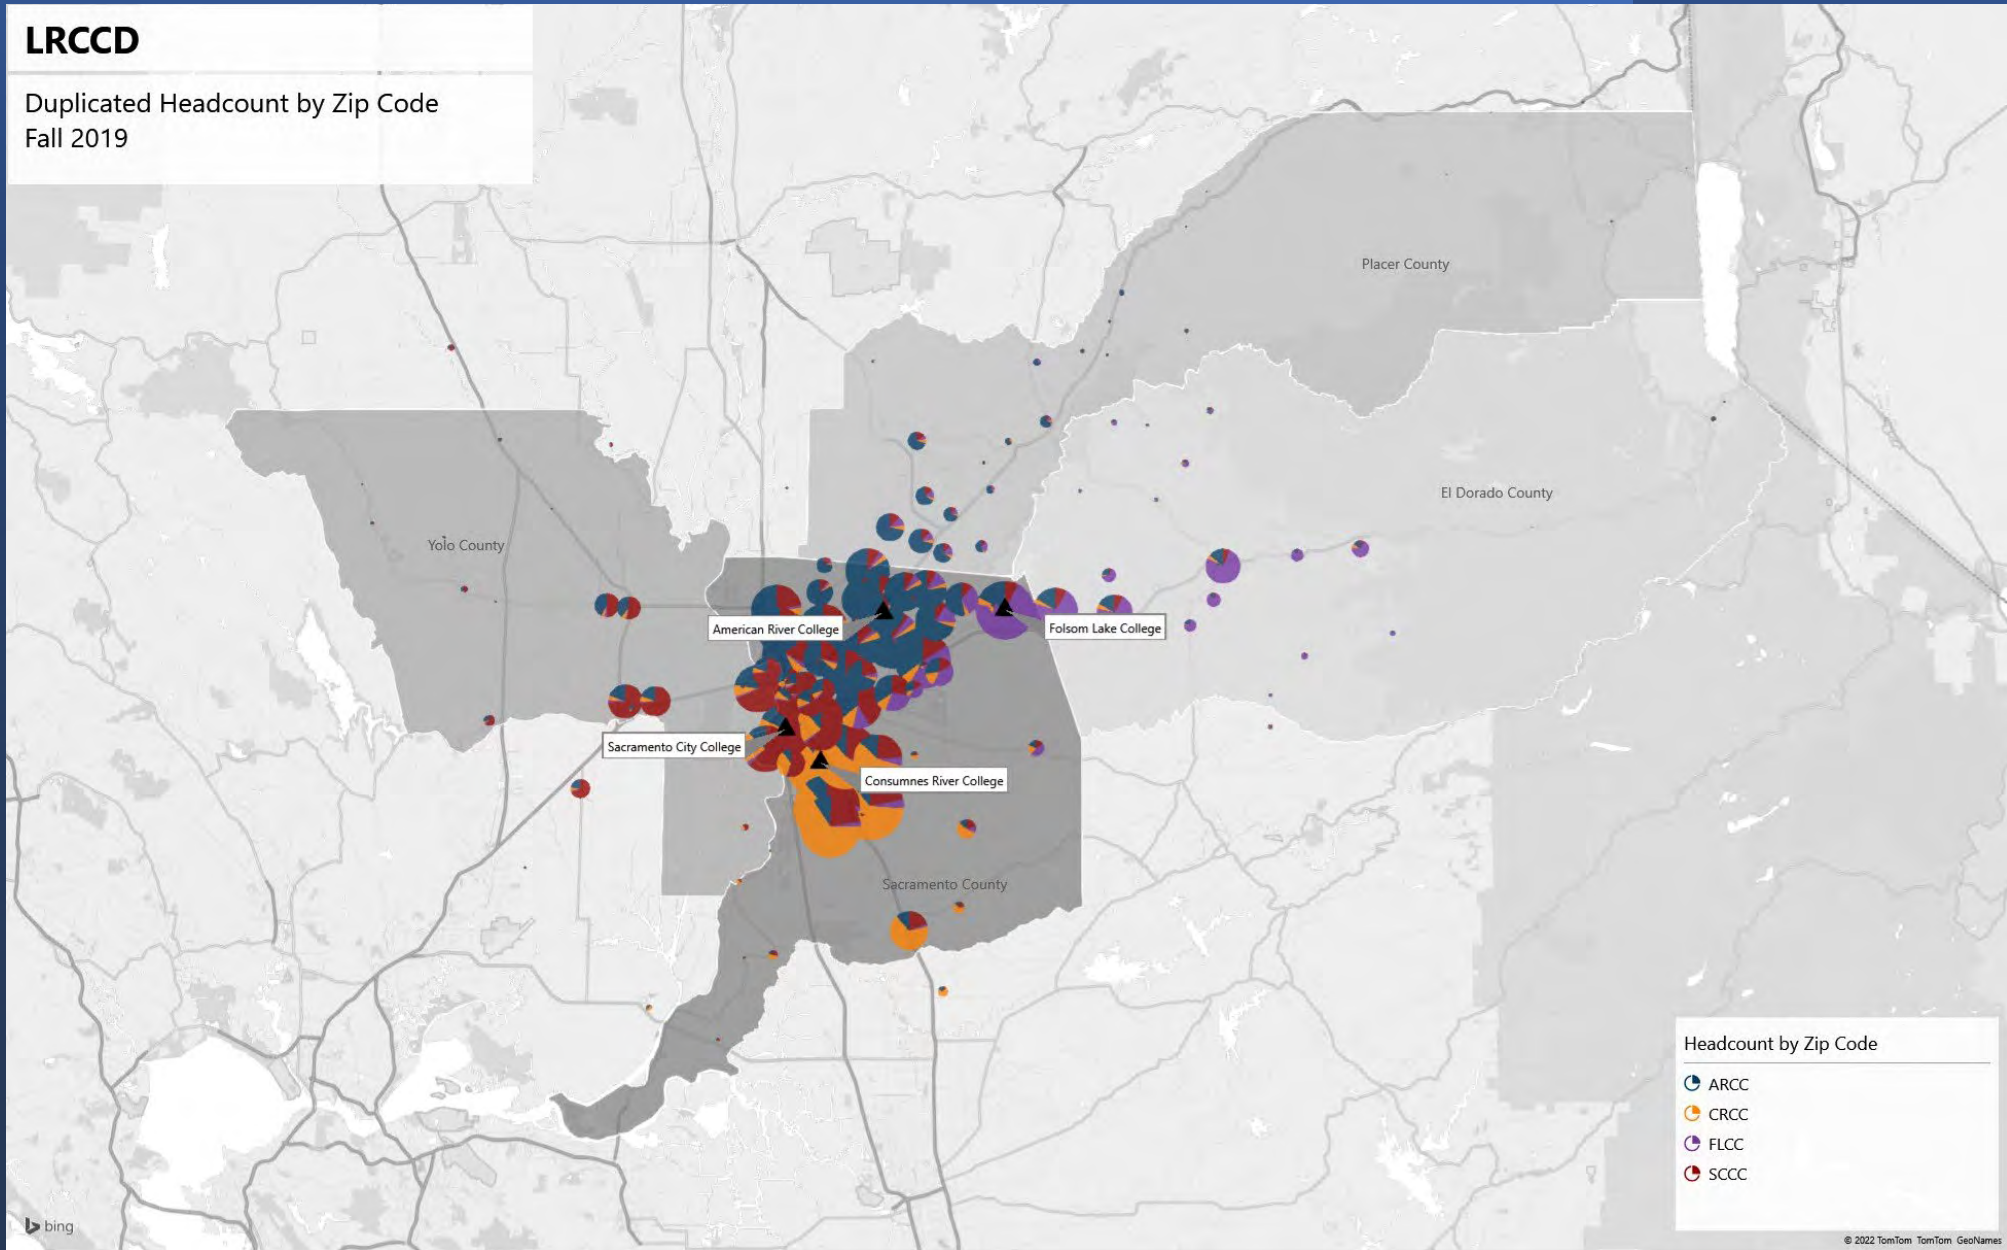 LRCCD
Duplicated Headcount by Zip Code
Fall 2019
Placer County
El Dorado County
Yolo County
American River College
Folsom Lake College
Sacramento City College
Consumnes River College
Sacramento County
Headcount by Zip Code
ARCC
CRCC
FLCC
SCCC
bing
© 2022 TomTom TomTom GeoNames